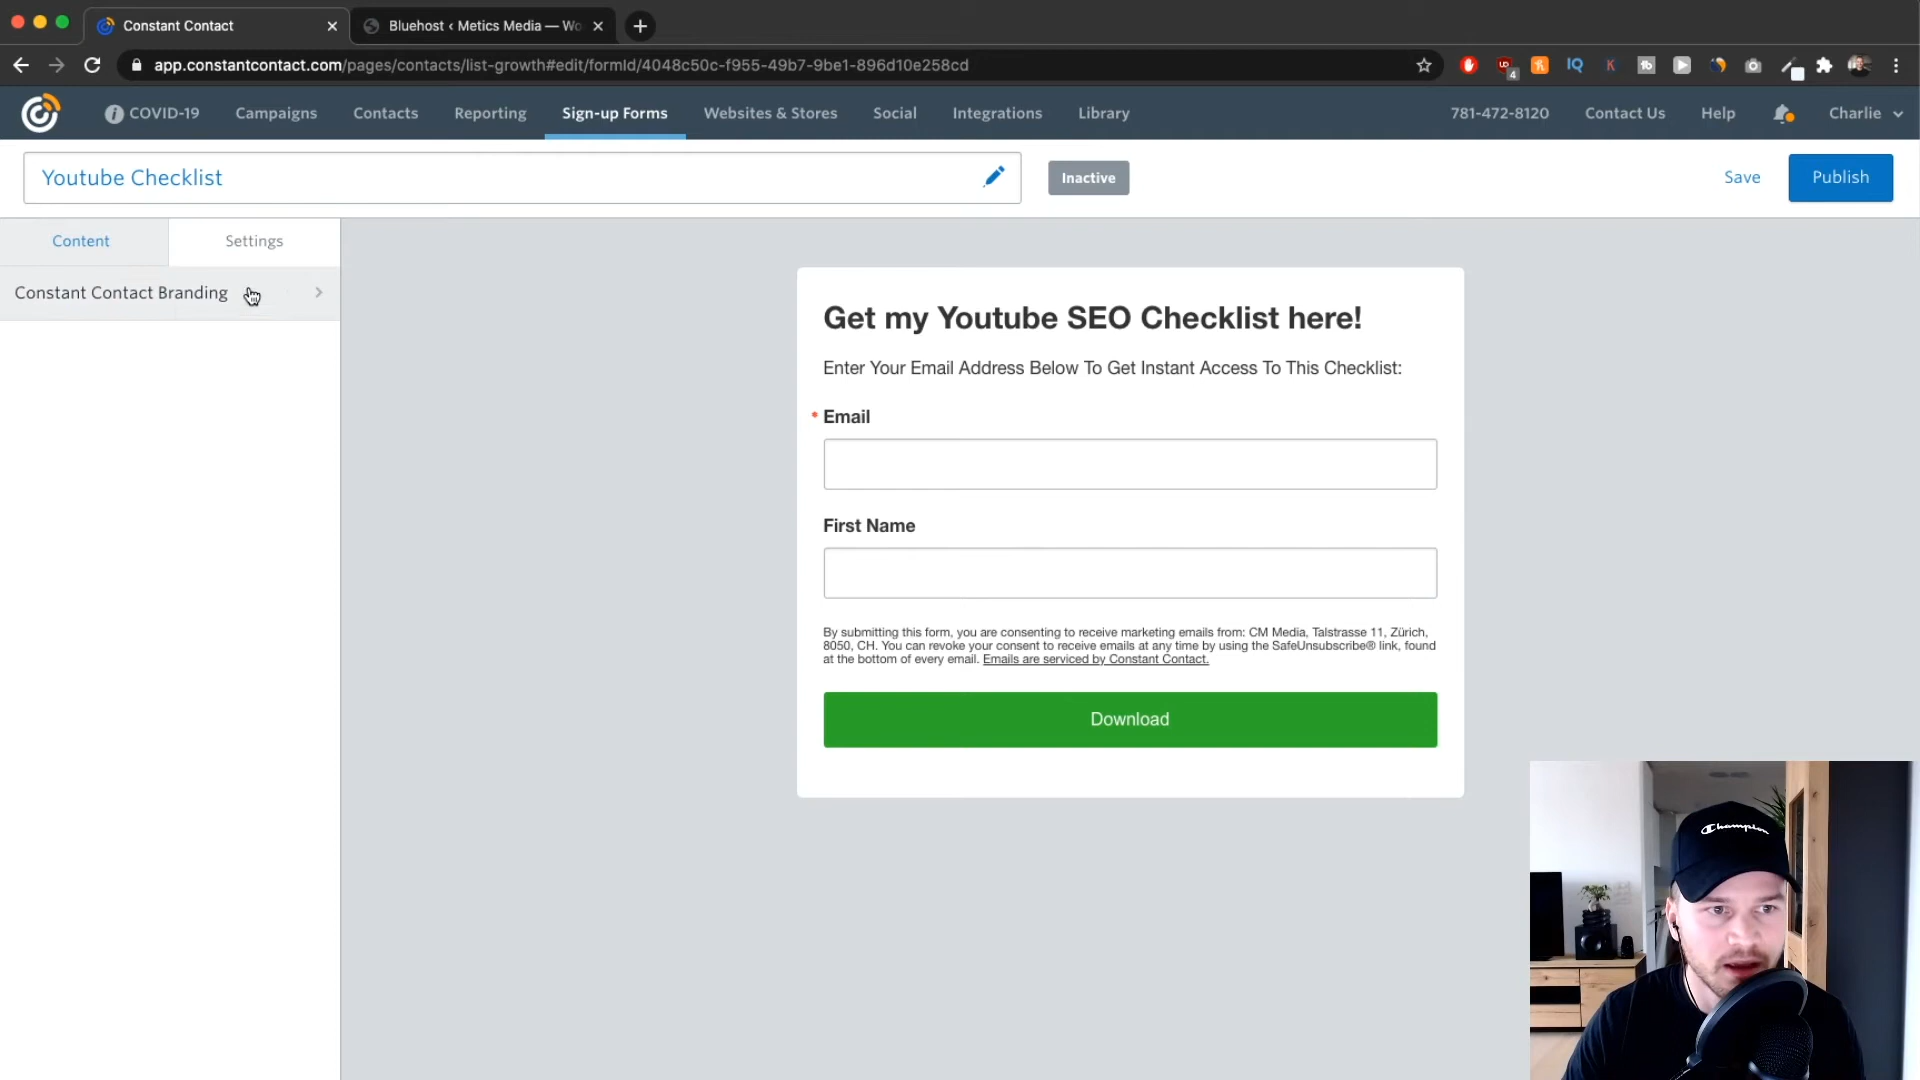 Constant Contact
Bluehost ‹ Metics Media — Wo
app.constantcontact.com/pages/contacts/list-growth#edit/formId/4048c50c-f955-49b7-9be1-896d10e258cd
UD
4
IQ
K
tb
COVID-19
Campaigns
Contacts
Reporting
Sign-up Forms
Websites & Stores
Social
Integrations
Library
781-472-8120
Contact Us
Help
Charlie
Youtube Checklist
Inactive
Save
Publish
Content
Settings
Constant Contact Branding
Get my Youtube SEO Checklist here!
Enter Your Email Address Below To Get Instant Access To This Checklist:
* Email
First Name
By submitting this form, you are consenting to receive marketing emails from: CM Media, Talstrasse 11, Zürich,
8050, CH. You can revoke your consent to receive emails at any time by using the SafeUnsubscribe® link, found
at the bottom of every email. Emails are serviced by Constant Contact.
Download
Champion